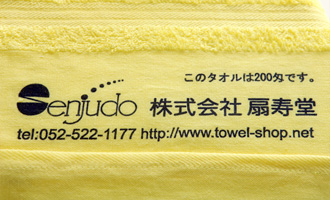 このタオルは200匁です。
Senjudo 株式会社 扇寿堂
tel:052-522-1177 http://www.towel-shop.net